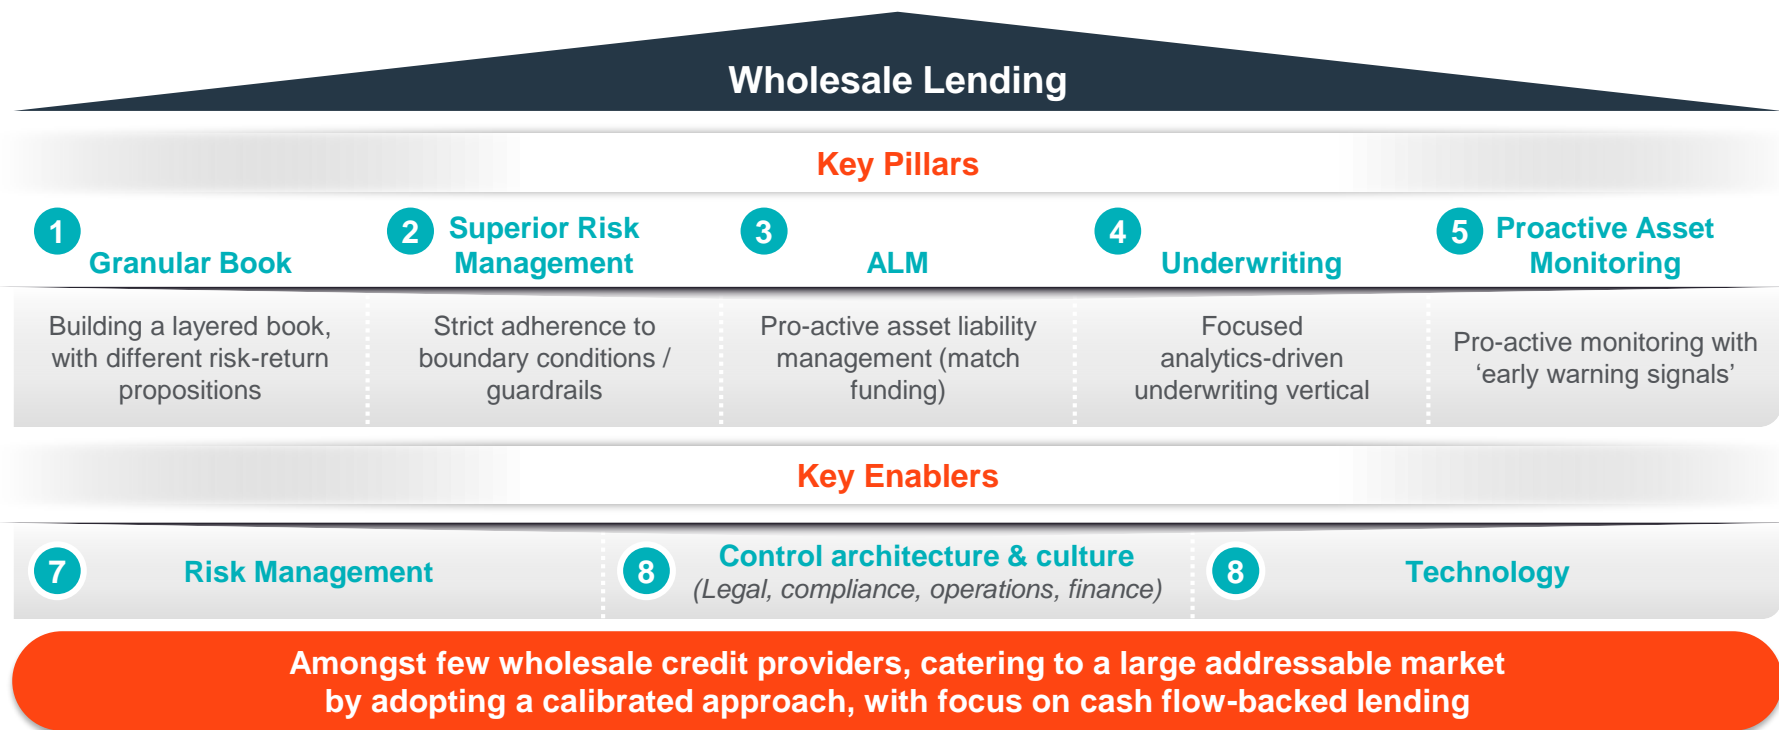 Wholesale Lending
Key Pillars
1
Granular Book
2
Superior Risk
Management
3
ALM
4
Underwriting
5
Proactive Asset
Monitoring
Building a layered book,
with different risk-return
propositions
Strict adherence to
boundary conditions /
guardrails
Pro-active asset liability
management (match
funding)
Focused
analytics-driven
underwriting vertical
Pro-active monitoring with
‘early warning signals’
Key Enablers
7
Risk Management
8
Control architecture & culture
(Legal, compliance, operations, finance)
8
Technology
Amongst few wholesale credit providers, catering to a large addressable market
by adopting a calibrated approach, with focus on cash flow-backed lending